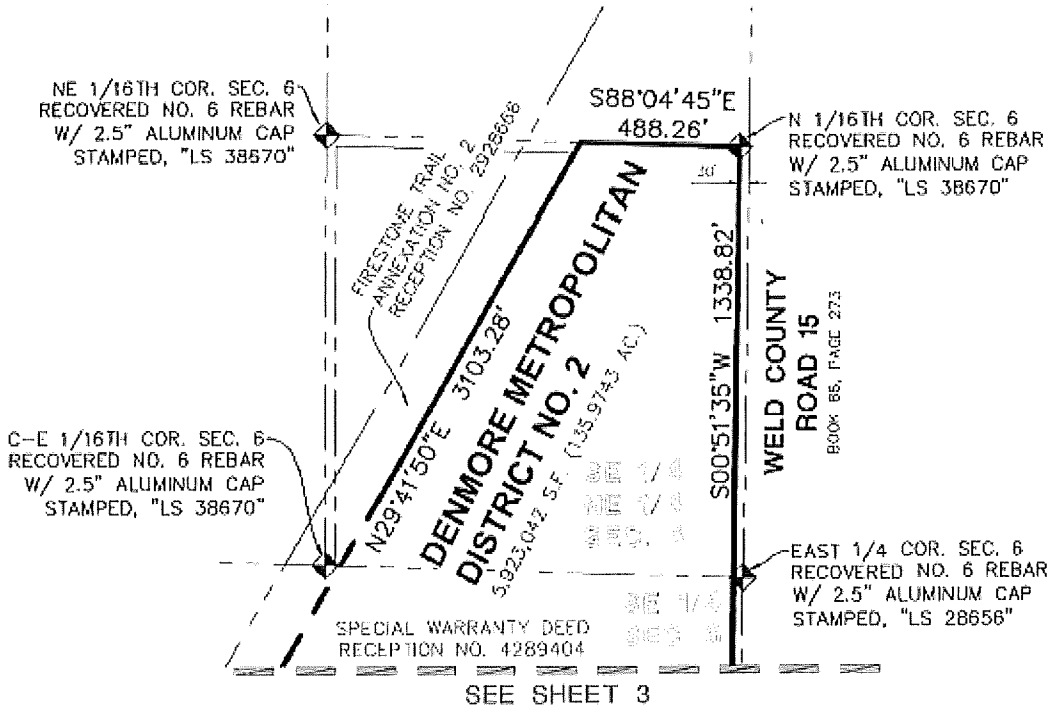 NE 1/16TH COR. SEC. 6
RECOVERED NO. 6 REBAR
W/ 2.5" ALUMINUM CAP
STAMPED, "LS 38670"
FIRESTONE TRAIL
ANNEXATION NO. 2
RECEPTION NO. 2925666
S88°04'45"E
488.26'
N 1/16TH COR. SEC. 6
RECOVERED NO. 6 REBAR
W/ 2.5" ALUMINUM CAP
STAMPED, "LS 38670"
30'
N29°41'50"E 3103.28'
DENMORE METROPOLITAN
DISTRICT NO. 2
5,923,042 S.F. (135.9743 AC.)
S00°51'35"W 1338.82'
WELD COUNTY
ROAD 15
BOOK 86, PAGE 273
C-E 1/16TH COR. SEC. 6
RECOVERED NO. 6 REBAR
W/ 2.5" ALUMINUM CAP
STAMPED, "LS 38670"
SE 1/4
NE 1/4
SEC. 6
EAST 1/4 COR. SEC. 6
RECOVERED NO. 6 REBAR
W/ 2.5" ALUMINUM CAP
STAMPED, "LS 28656"
SE 1/4
SEC 6
SPECIAL WARRANTY DEED
RECEPTION NO. 4289404
SEE SHEET 3